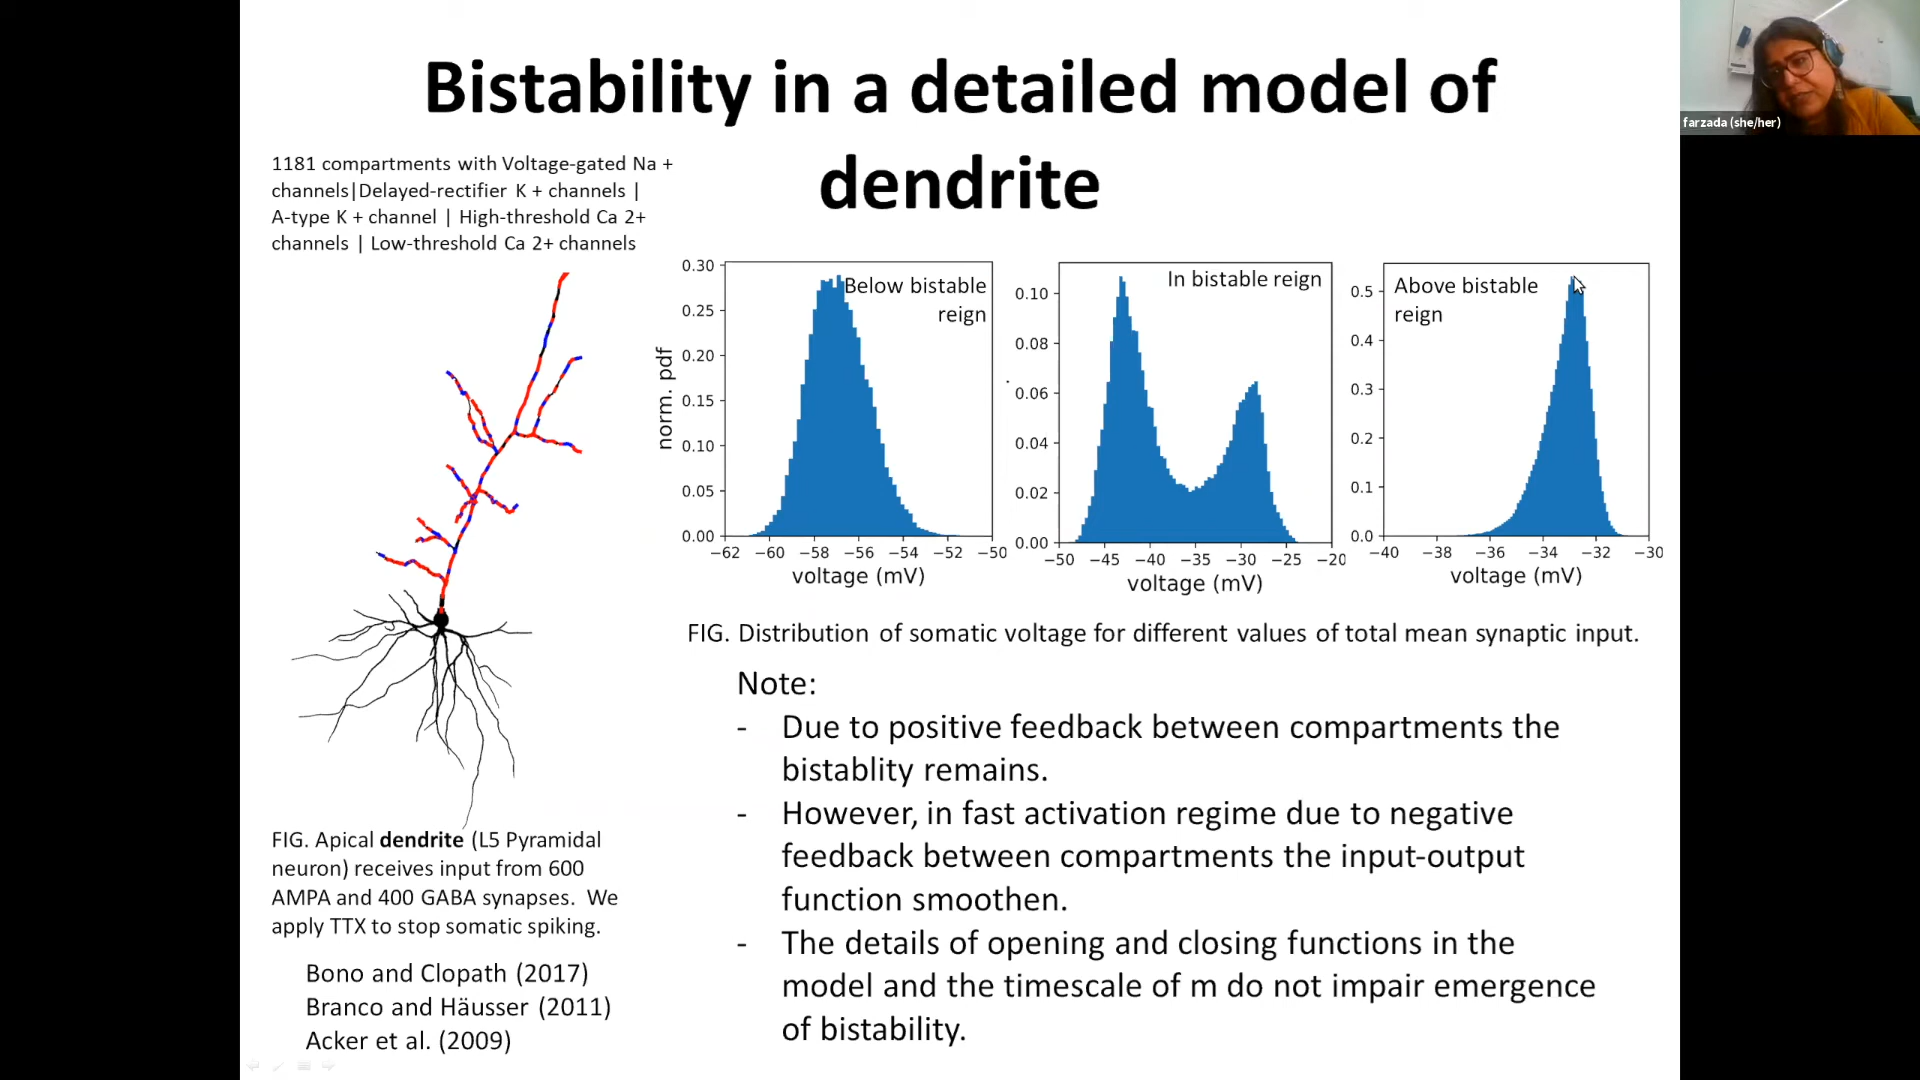 Bistability in a detailed model of
dendrite
1181 compartments with Voltage-gated Na +
channels|Delayed-rectifier K + channels |
A-type K + channel | High-threshold Ca 2+
channels | Low-threshold Ca 2+ channels
farzada (she/her)
norm. pdf
0.30
0.25
0.20
0.15
0.10
0.05
0.00
Below bistable
reign
−62 −60 −58 −56 −54 −52 −50
voltage (mV)
0.10
0.08
0.06
0.04
0.02
0.00
In bistable reign
−50 −45 −40 −35 −30 −25 −20
voltage (mV)
0.5
0.4
0.3
0.2
0.1
0.0
Above bistable
reign
−40 −38 −36 −34 −32 −30
voltage (mV)
FIG. Distribution of somatic voltage for different values of total mean synaptic input.
Note:
- Due to positive feedback between compartments the
bistablity remains.
- However, in fast activation regime due to negative
feedback between compartments the input-output
function smoothen.
- The details of opening and closing functions in the
model and the timescale of m do not impair emergence
of bistability.
FIG. Apical dendrite (L5 Pyramidal
neuron) receives input from 600
AMPA and 400 GABA synapses. We
apply TTX to stop somatic spiking.
Bono and Clopath (2017)
Branco and Häusser (2011)
Acker et al. (2009)